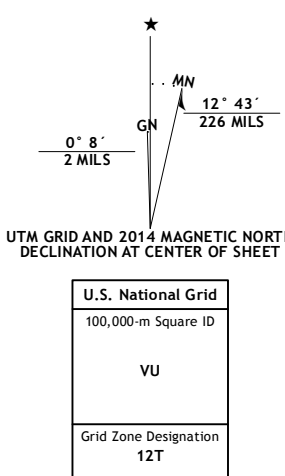 ★
MN
GN
12° 43´
226 MILS
0° 8´
2 MILS
UTM GRID AND 2014 MAGNETIC NORT
DECLINATION AT CENTER OF SHEET
U.S. National Grid
100,000-m Square ID
VU
Grid Zone Designation
12T